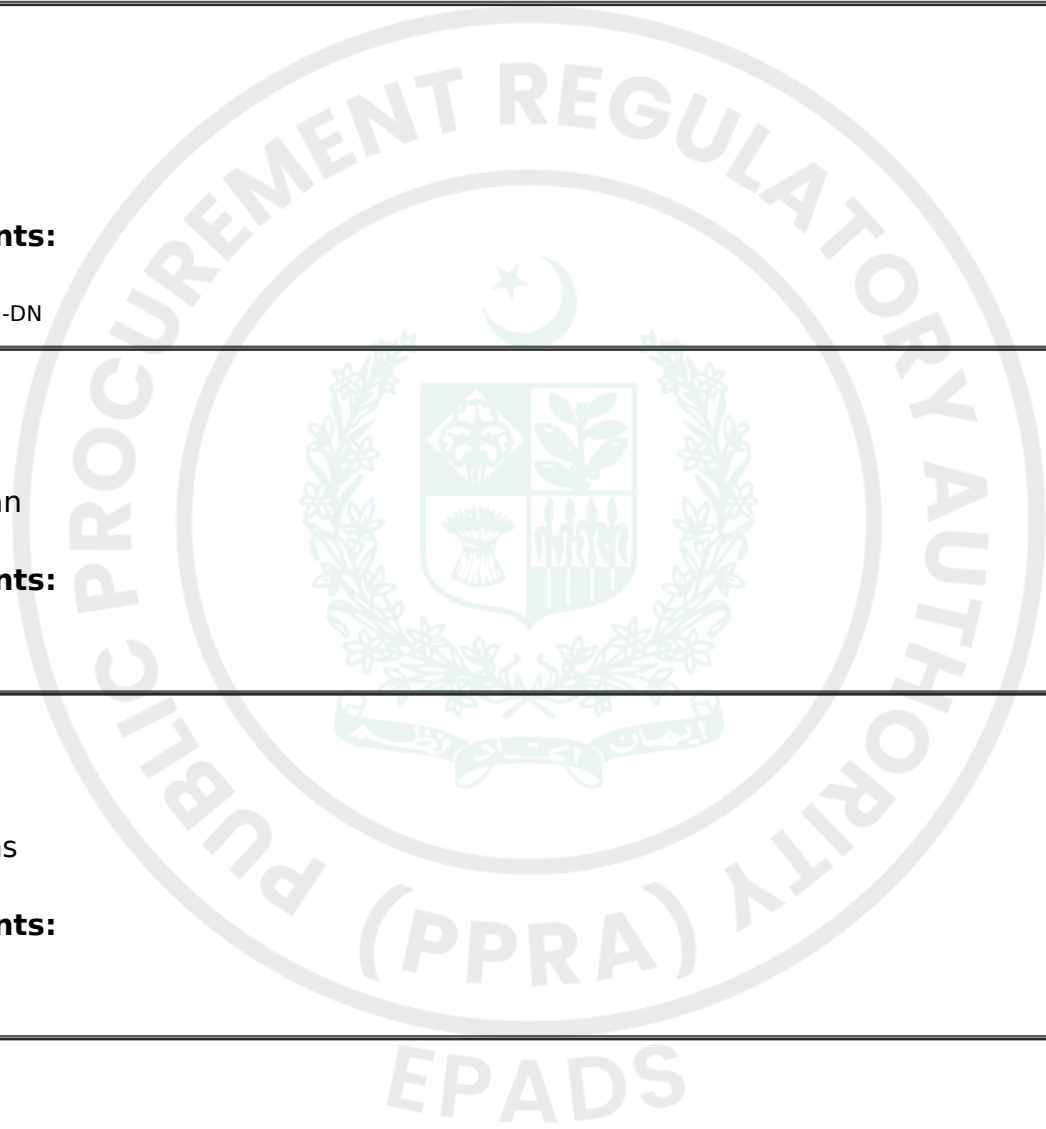 PUBLIC PROCUREMENT REGULATORY AUTHORITY
nts:
-DN
nts:
nts:
(PPRA)
EPADS